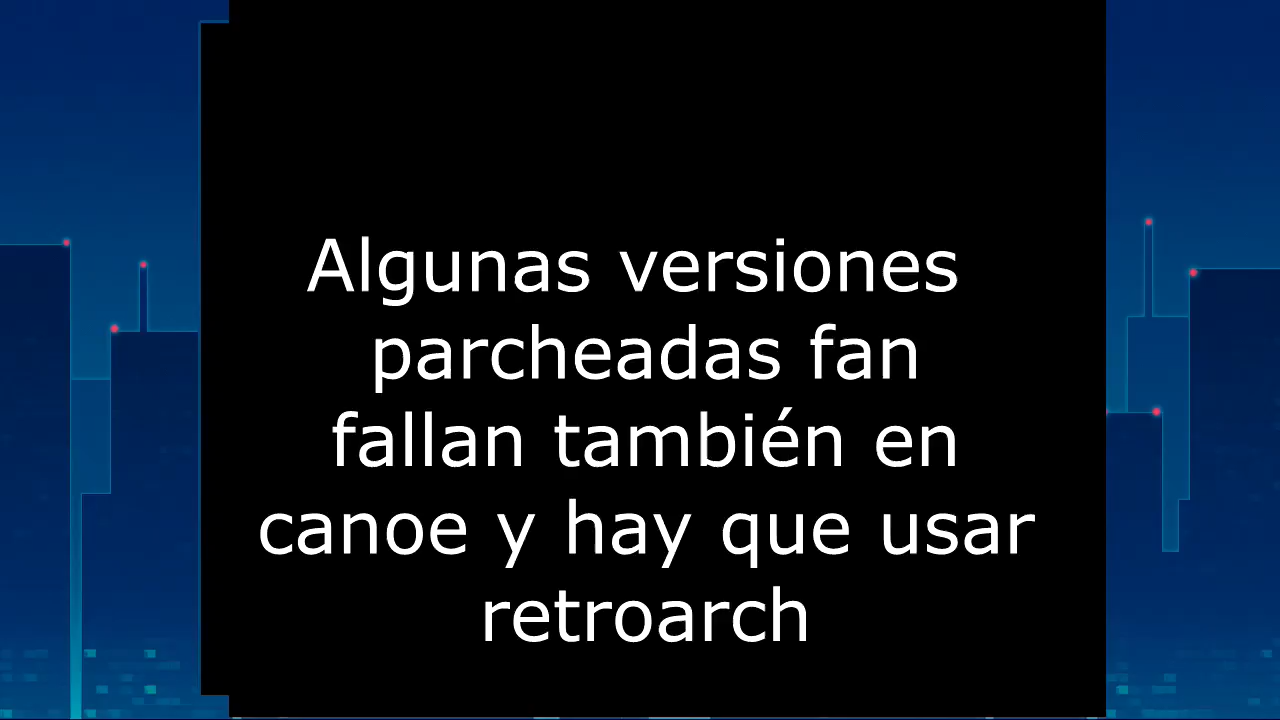 Algunas versiones
parcheadas fan
fallan también en
canoe y hay que usar
retroarch